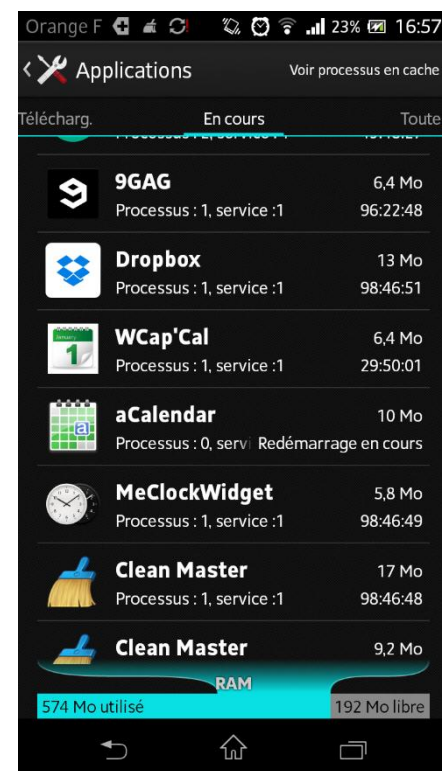 Orange F 23% 16:57
Applications Voir processus en cache
Télécharg. En cours Toute
9GAG 6,4 Mo
Processus : 1, service :1 96:22:48
Dropbox 13 Mo
Processus : 1, service :1 98:46:51
January
1
WCap'Cal 6,4 Mo
Processus : 1, service :1 29:50:01
a
aCalendar 10 Mo
Processus : 0, servi Redémarrage en cours
MeClockWidget 5,8 Mo
Processus : 1, service :1 98:46:49
Clean Master 17 Mo
Processus : 1, service :1 98:46:48
Clean Master 9,2 Mo
RAM
574 Mo utilisé 192 Mo libre